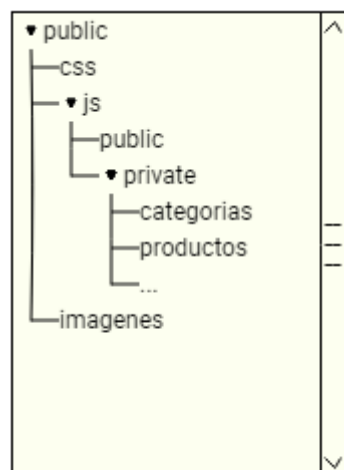 public
css
js
public
private
categorias
productos
...
imagenes